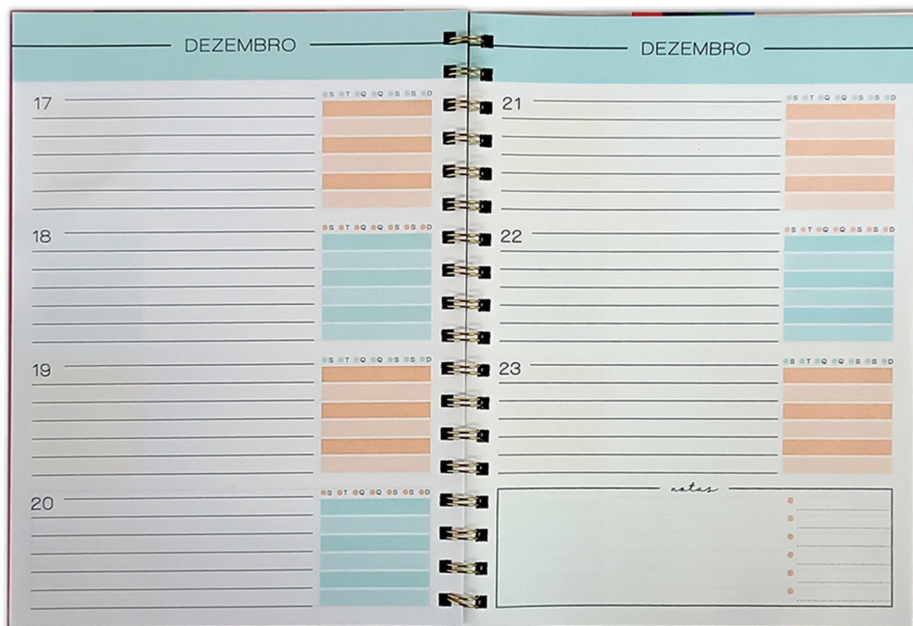 DEZEMBRO
17
S T Q Q S S D
18
S T Q Q S S D
19
S T Q Q S S D
20
S T Q Q S S D
DEZEMBRO
21
S T Q Q S S D
22
S T Q Q S S D
23
S T Q Q S S D
notas